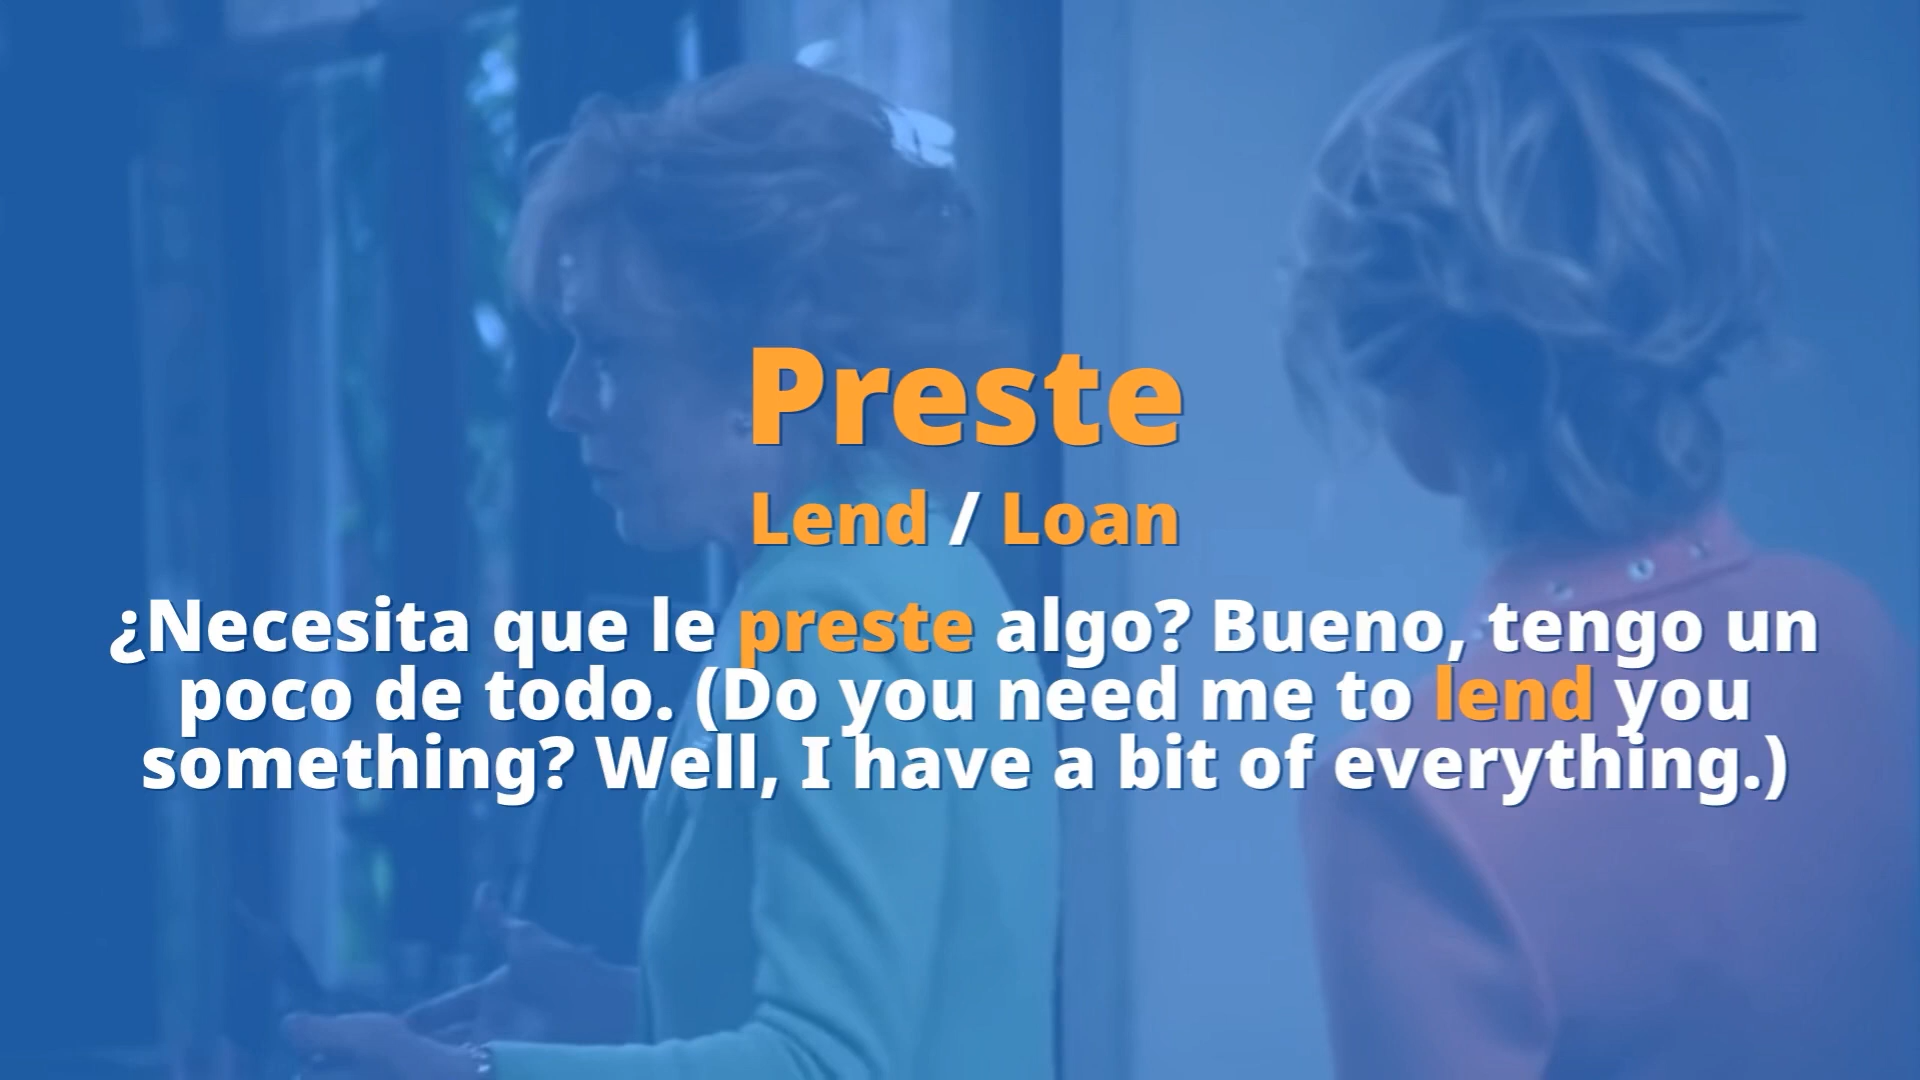 Preste
Lend / Loan
¿Necesita que le preste algo? Bueno, tengo un
poco de todo. (Do you need me to lend you
something? Well, I have a bit of everything.)